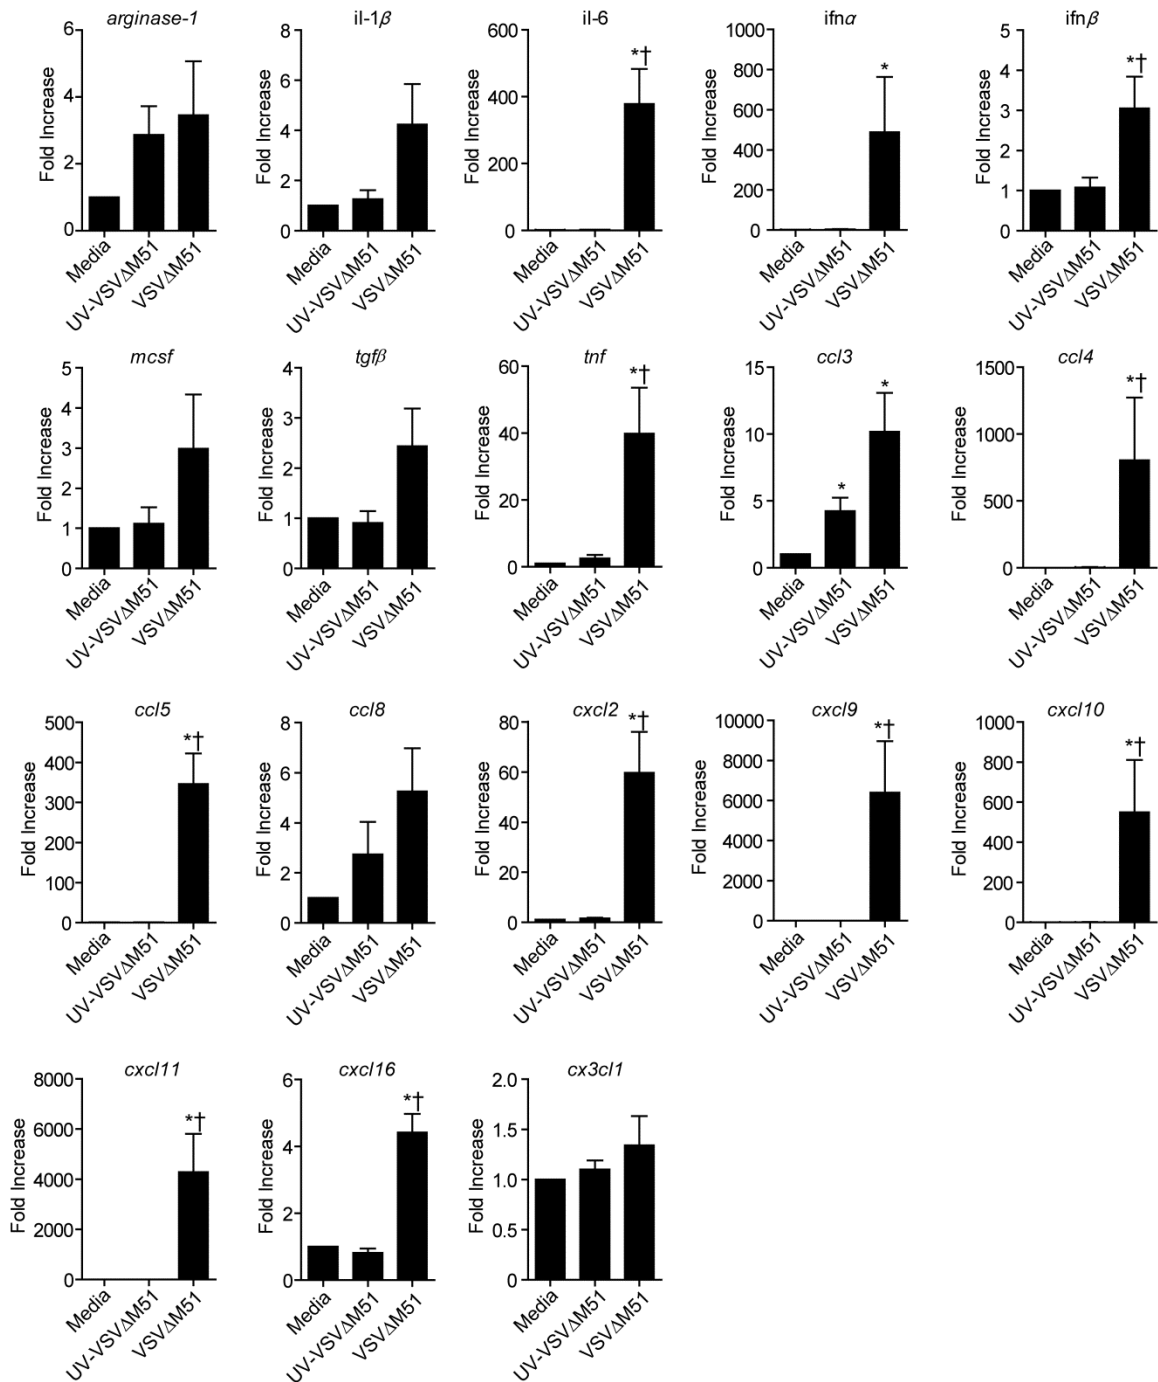 arginase-1
Fold Increase
6
4
2
0
Media
UV-VSVΔM51
VSVΔM51
il-1β
Fold Increase
8
6
4
2
0
Media
UV-VSVΔM51
VSVΔM51
il-6
Fold Increase
600
400
200
0
*†
Media
UV-VSVΔM51
VSVΔM51
ifnα
Fold Increase
1000
800
600
400
200
0
*
Media
UV-VSVΔM51
VSVΔM51
ifnβ
Fold Increase
5
4
3
2
1
0
*†
Media
UV-VSVΔM51
VSVΔM51
mcsf
Fold Increase
5
4
3
2
1
0
Media
UV-VSVΔM51
VSVΔM51
tgfβ
Fold Increase
4
3
2
1
0
Media
UV-VSVΔM51
VSVΔM51
tnf
Fold Increase
60
40
20
0
*†
Media
UV-VSVΔM51
VSVΔM51
ccl3
Fold Increase
15
10
5
0
*
*
Media
UV-VSVΔM51
VSVΔM51
ccl4
Fold Increase
1500
1000
500
0
*†
Media
UV-VSVΔM51
VSVΔM51
ccl5
Fold Increase
500
400
300
200
100
0
*†
Media
UV-VSVΔM51
VSVΔM51
ccl8
Fold Increase
8
6
4
2
0
Media
UV-VSVΔM51
VSVΔM51
cxcl2
Fold Increase
80
60
40
20
0
*†
Media
UV-VSVΔM51
VSVΔM51
cxcl9
Fold Increase
10000
8000
6000
4000
2000
0
*†
Media
UV-VSVΔM51
VSVΔM51
cxcl10
Fold Increase
1000
800
600
400
200
0
*†
Media
UV-VSVΔM51
VSVΔM51
cxcl11
Fold Increase
8000
6000
4000
2000
0
*†
Media
UV-VSVΔM51
VSVΔM51
cxcl16
Fold Increase
6
4
2
0
*†
Media
UV-VSVΔM51
VSVΔM51
cx3cl1
Fold Increase
2.0
1.5
1.0
0.5
0.0
Media
UV-VSVΔM51
VSVΔM51